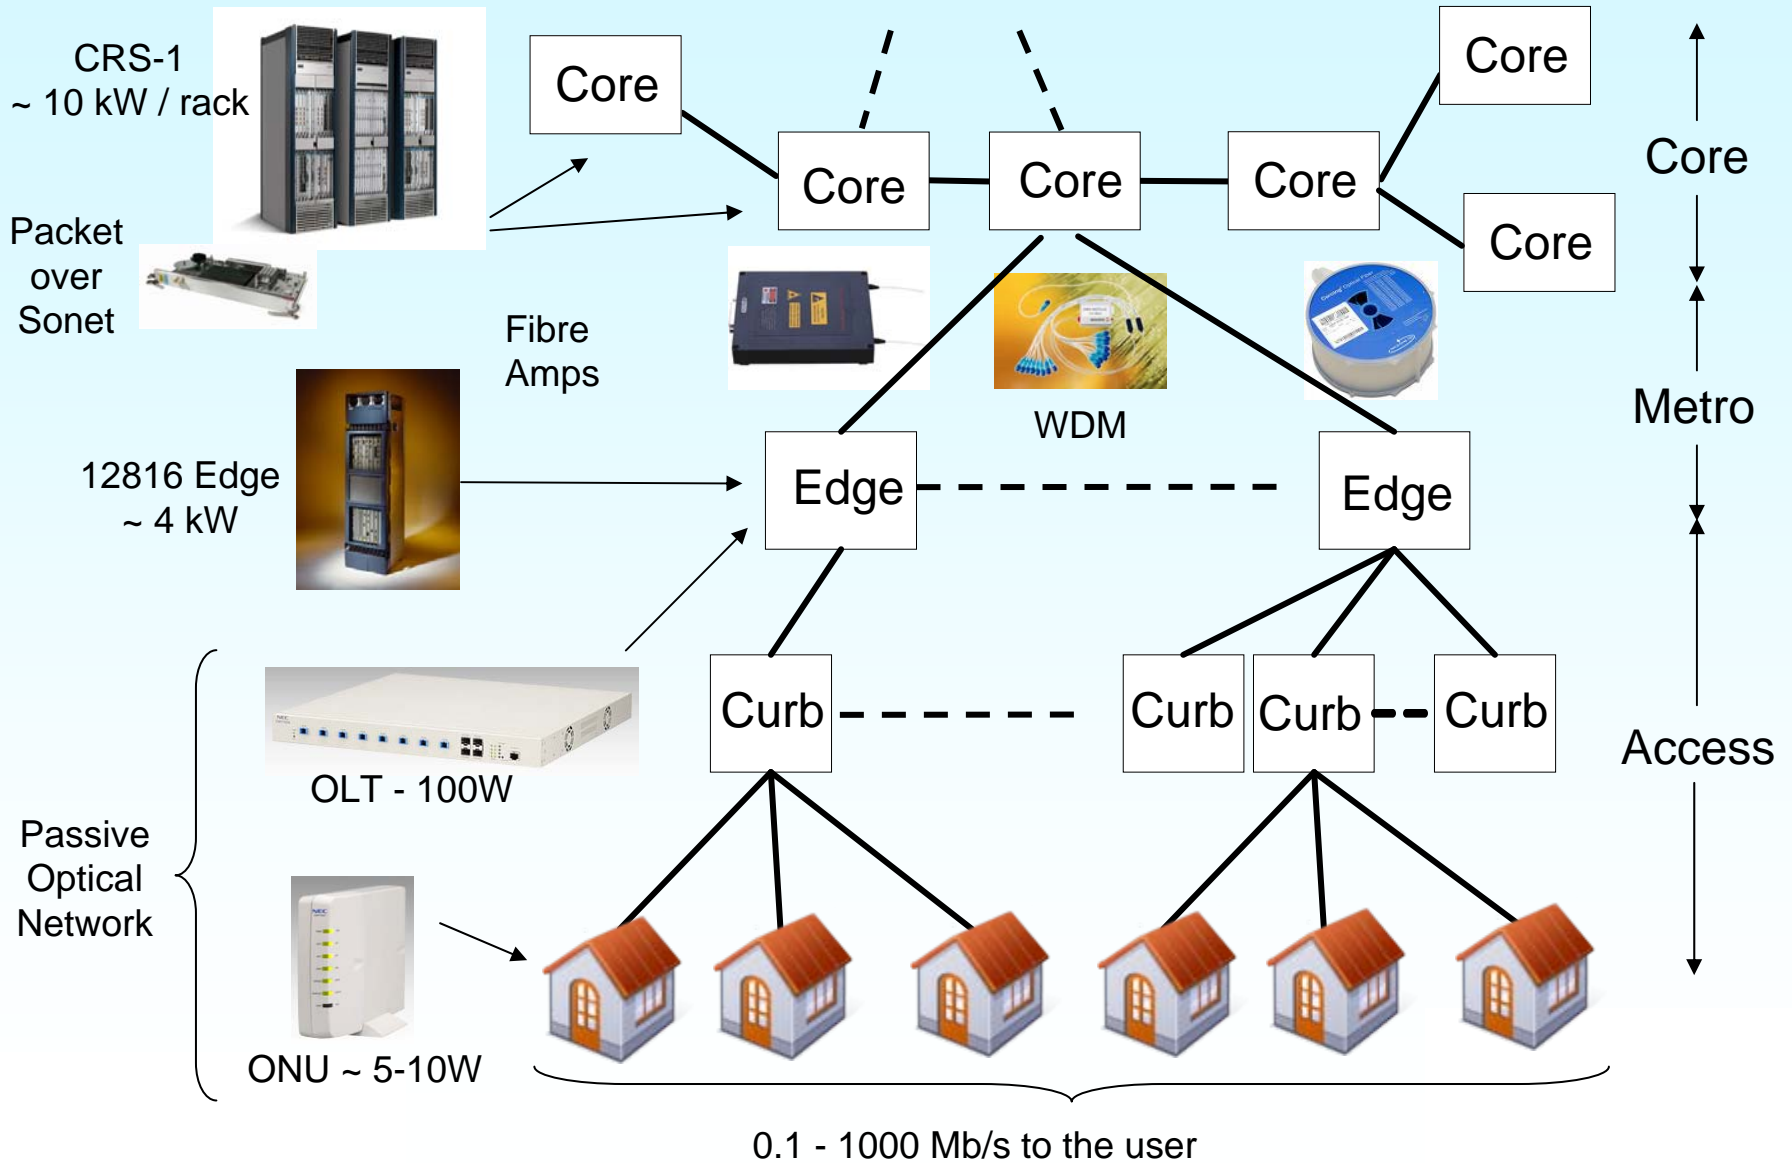 CRS-1
~ 10 kW / rack
Core
Core
Core
Core
Core
Core
Core
Packet
over
Sonet
Fibre
Amps
WDM
Metro
12816 Edge
~ 4 kW
Edge
Edge
Curb
Curb
Curb
Curb
Access
OLT - 100W
Passive
Optical
Network
NEC
ONU ~ 5-10W
0.1 - 1000 Mb/s to the user